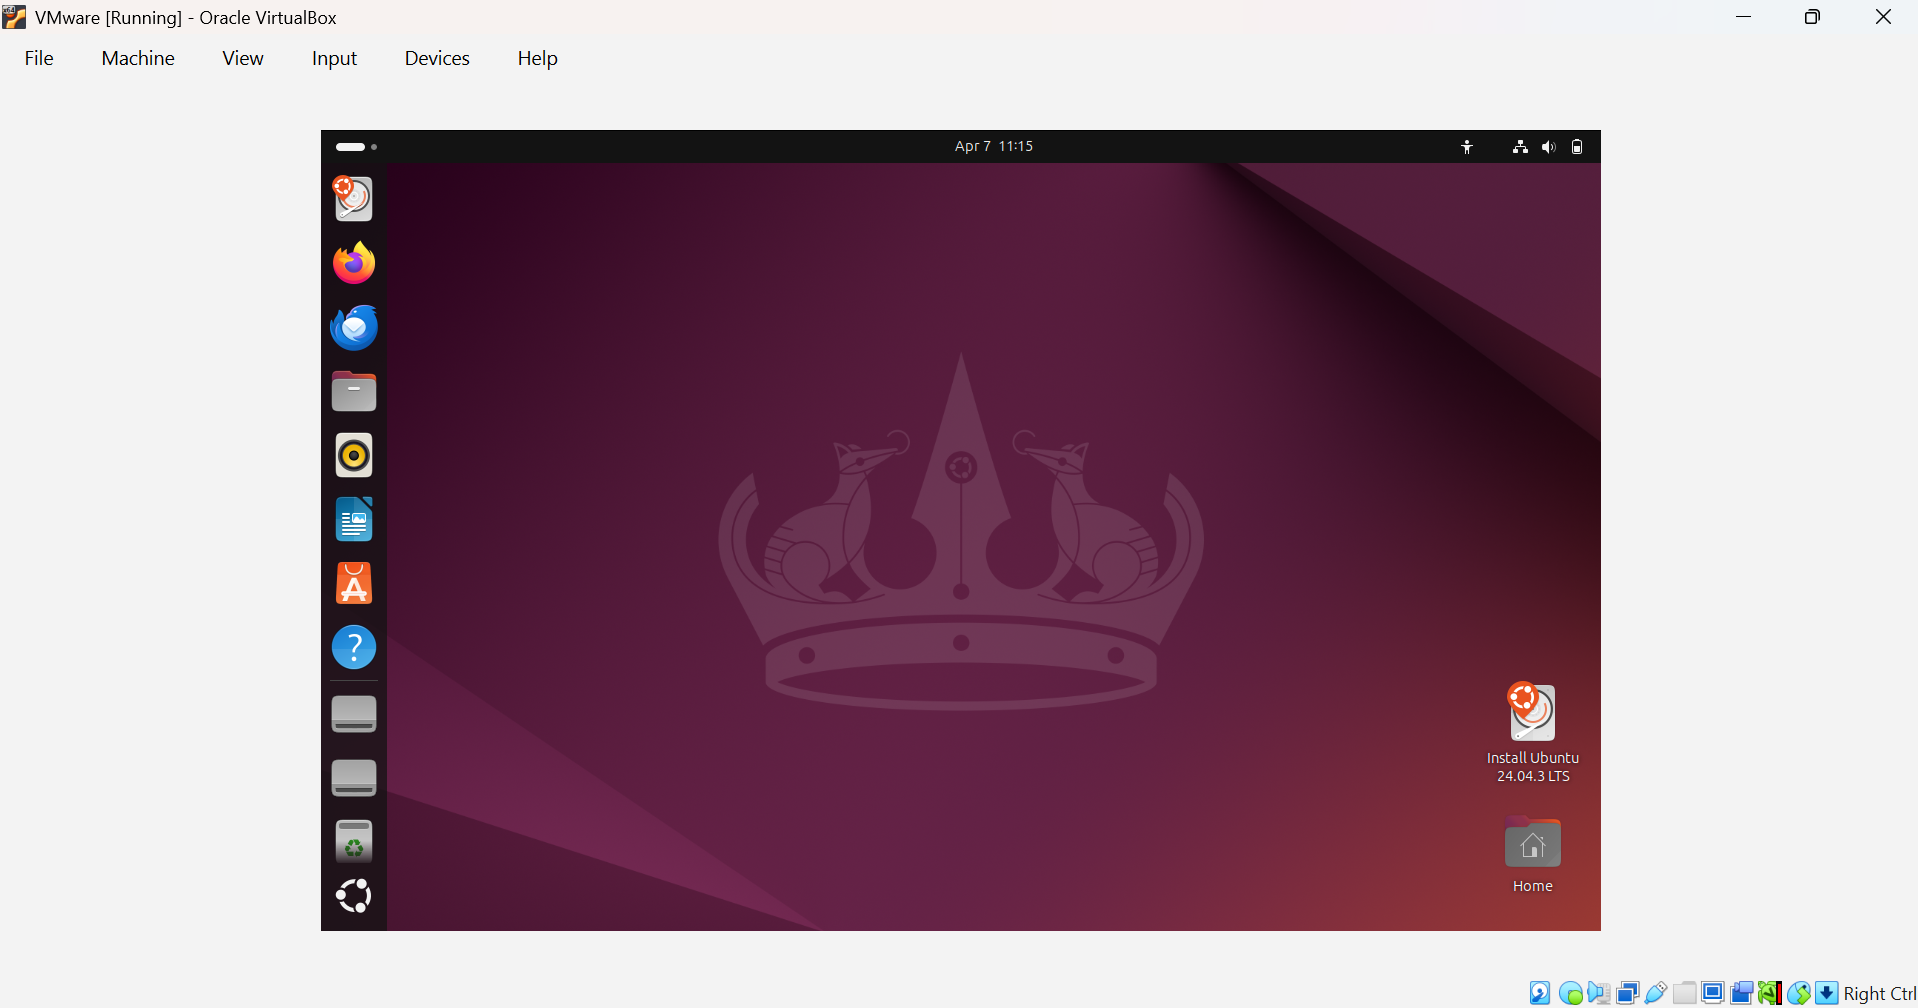 VMware [Running] - Oracle VirtualBox
File Machine View Input Devices Help
Apr 7 11:15
Install Ubuntu
24.04.3 LTS
Home
Right Ctrl